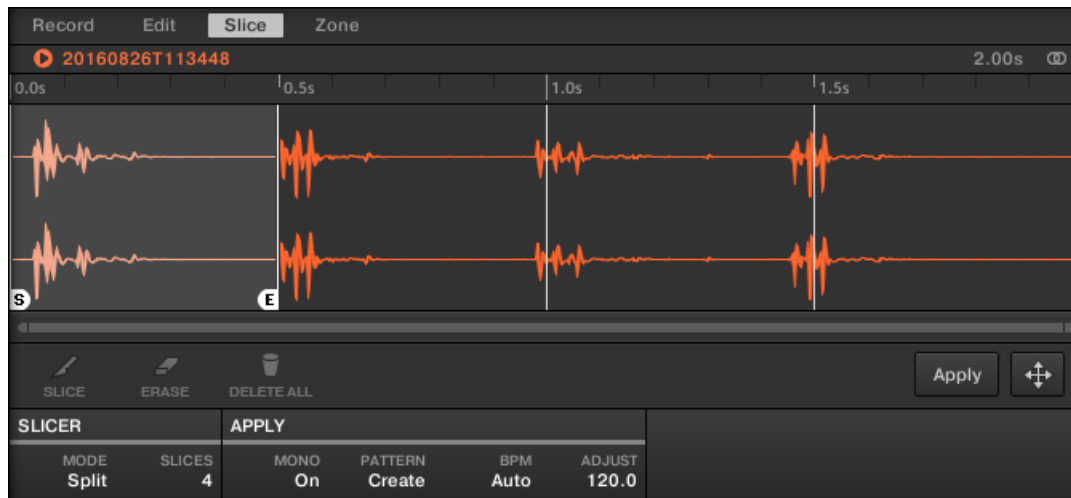 Record Edit Slice Zone
20160826T113448 2.00s
0.0s 0.5s 1.0s 1.5s
S E
SLICE ERASE DELETE ALL Apply
SLICER APPLY
MODE SLICES MONO PATTERN BPM ADJUST
Split 4 On Create Auto 120.0